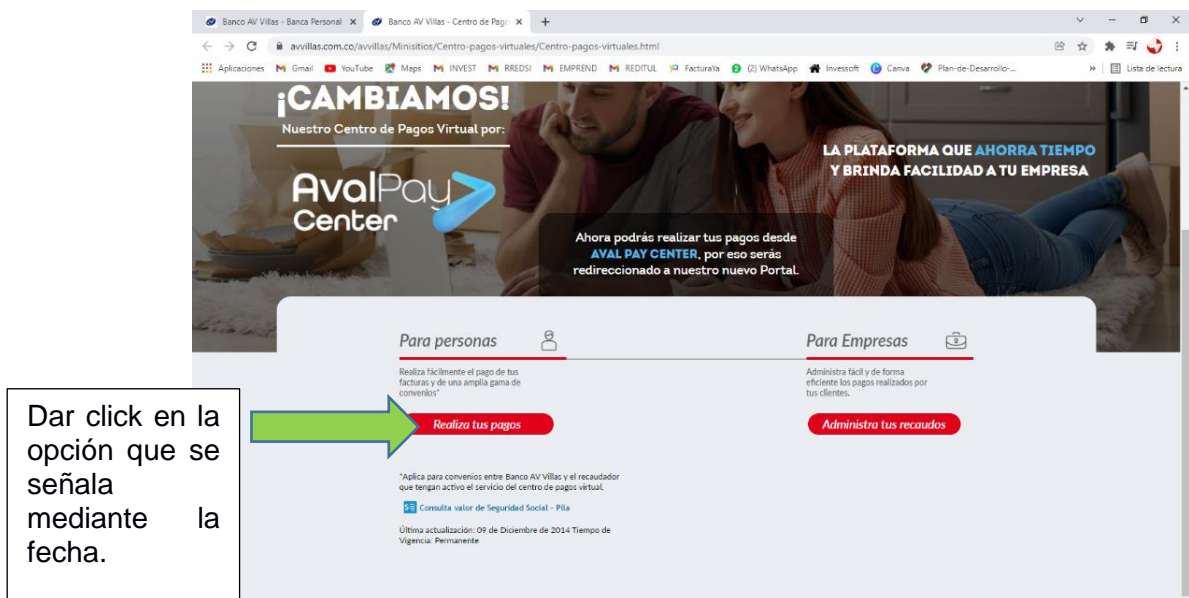 Banco AV Villas - Banca Personal
Banco AV Villas - Centro de Pago
avvillas.com.co/avvillas/Minisitios/Centro-pagos-virtuales/Centro-pagos-virtuales.html
Aplicaciones Gmail YouTube Maps INVEST RREDSI EMPREND REDITUL FacturaYa (2) WhatsApp Invessoft Canva Plan-de-Desarrollo-... » Lista de lectura
¡CAMBIAMOS!
Nuestro Centro de Pagos Virtual por:
AvalPay
Center
LA PLATAFORMA QUE AHORRA TIEMPO
Y BRINDA FACILIDAD A TU EMPRESA
Ahora podrás realizar tus pagos desde
AVAL PAY CENTER, por eso serás
redireccionado a nuestro nuevo Portal.
Para personas
Realiza fácilmente el pago de tus
facturas y de una amplia gama de
convenios*
Realiza tus pagos
Para Empresas
Administra fácil y de forma
eficiente los pagos realizados por
tus clientes.
Administra tus recaudos
Dar click en la
opción que se
señala
mediante la
fecha.
*Aplica para convenios entre Banco AV Villas y el recaudador
que tengan activo el servicio del centro de pagos virtual.
Consulta valor de Seguridad Social - Pila
Última actualización: 09 de Diciembre de 2014 Tiempo de
Vigencia: Permanente